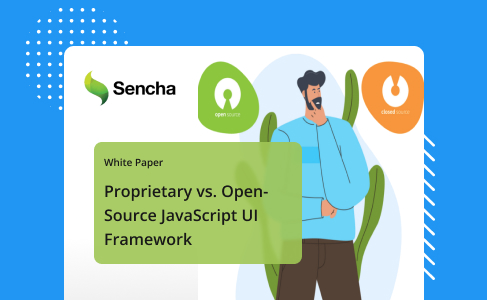 Sencha
open source
closed source
White Paper
Proprietary vs. Open-
Source JavaScript UI
Framework